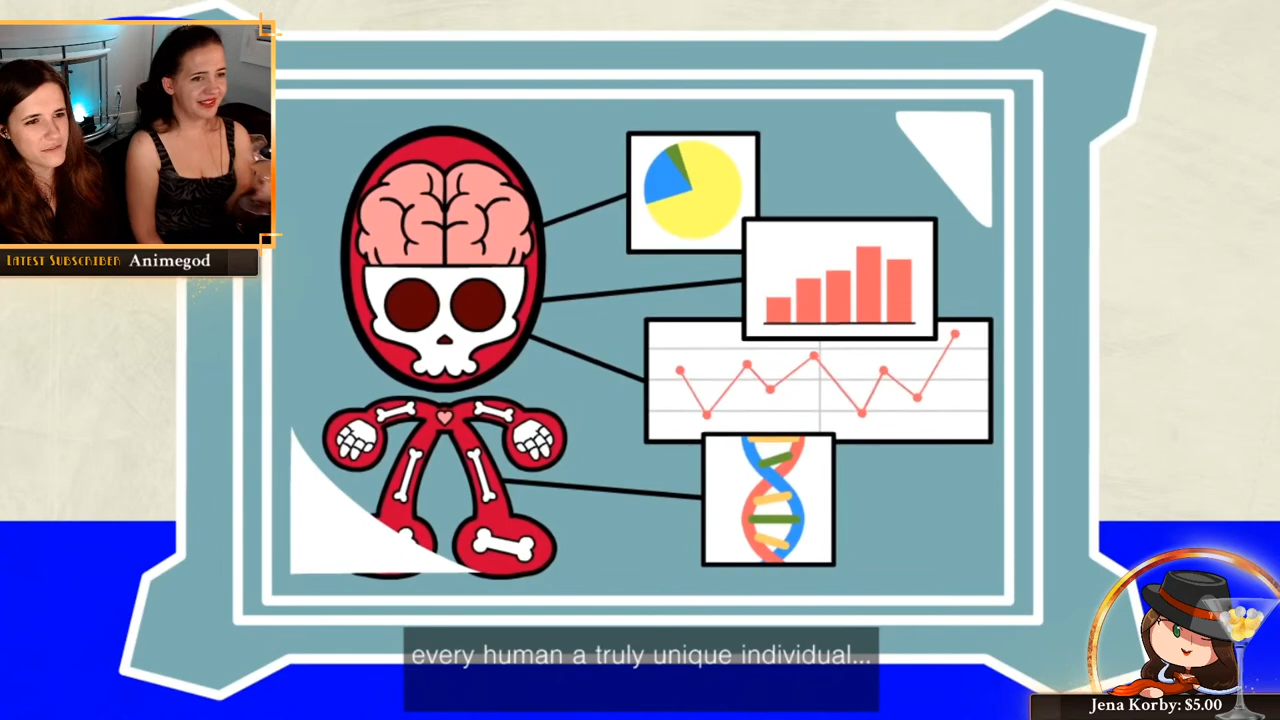 Latest Subscriber Animegod
every human a truly unique individual...
Jena Korby: $5.00